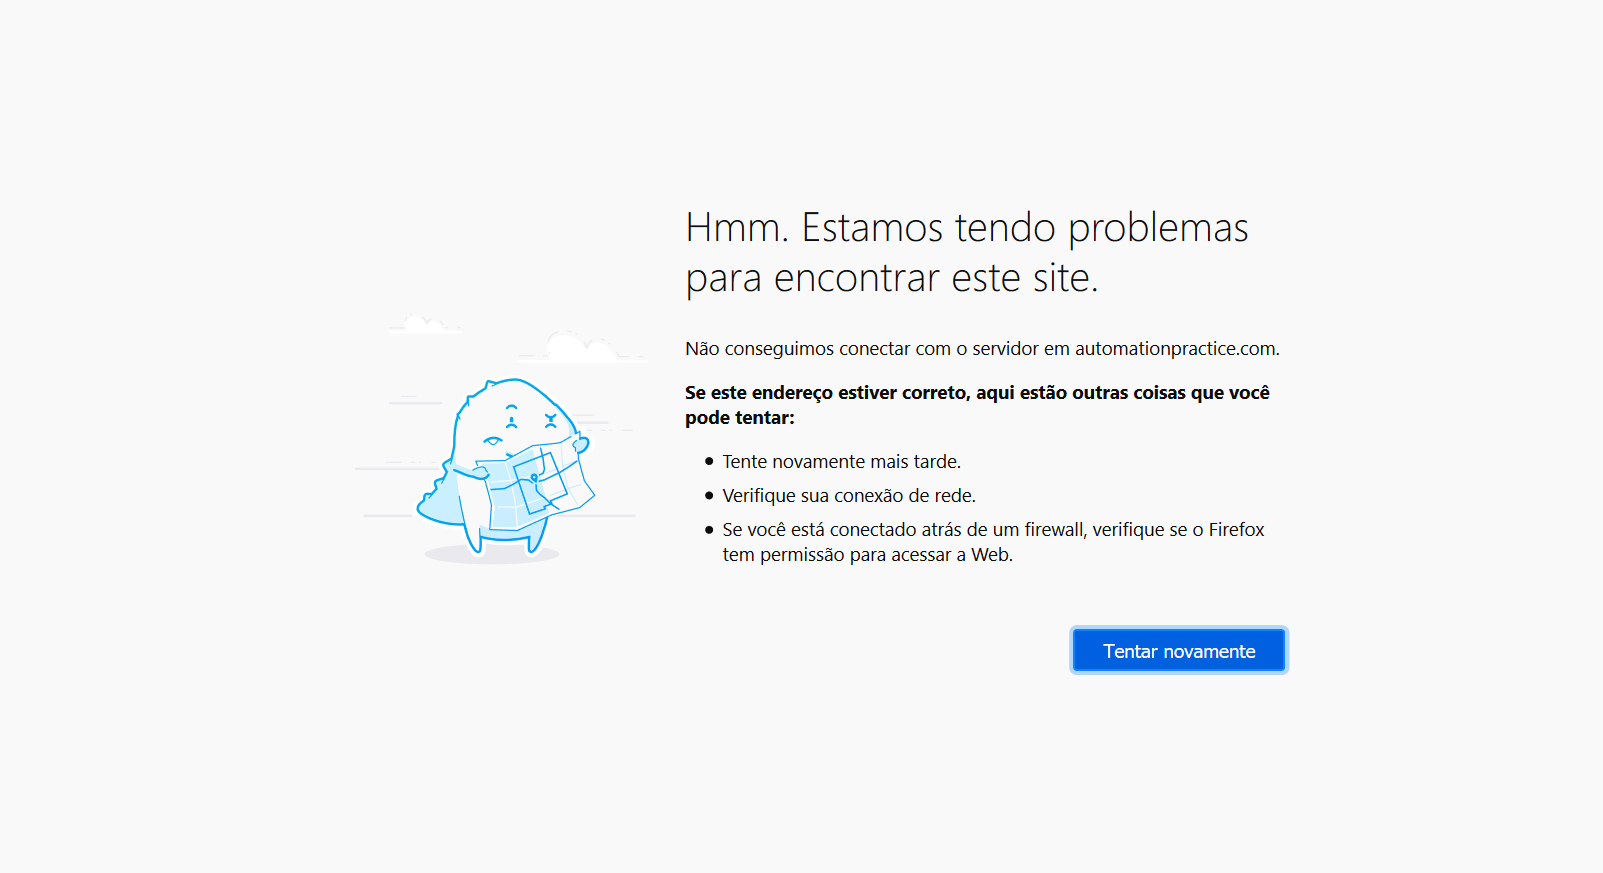 Hmm. Estamos tendo problemas
para encontrar este site.
Não conseguimos conectar com o servidor em automationpractice.com.
Se este endereço estiver correto, aqui estão outras coisas que você
pode tentar:
Tente novamente mais tarde.
Verifique sua conexão de rede.
Se você está conectado atrás de um firewall, verifique se o Firefox
tem permissão para acessar a Web.
Tentar novamente